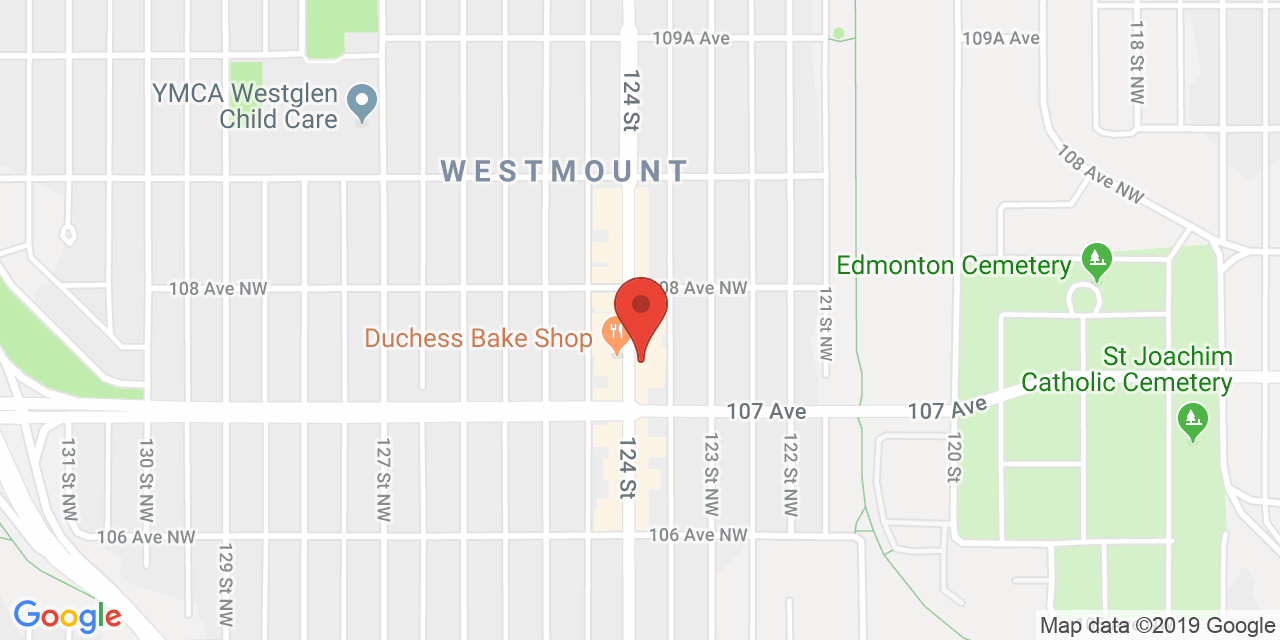 109A Ave
109A Ave
118 St NW
124 St
YMCA Westglen
Child Care
WESTMOUNT
108 Ave NW
Edmonton Cemetery
108 Ave NW
08 Ave NW
121 St NW
Duchess Bake Shop
St Joachim
Catholic Cemetery
107 Ave
107 Ave
131 St NW
130 St NW
127 St NW
124 St
123 St NW
122 St NW
120 St
106 Ave NW
106 Ave NW
129 St NW
Google
Map data ©2019 Google